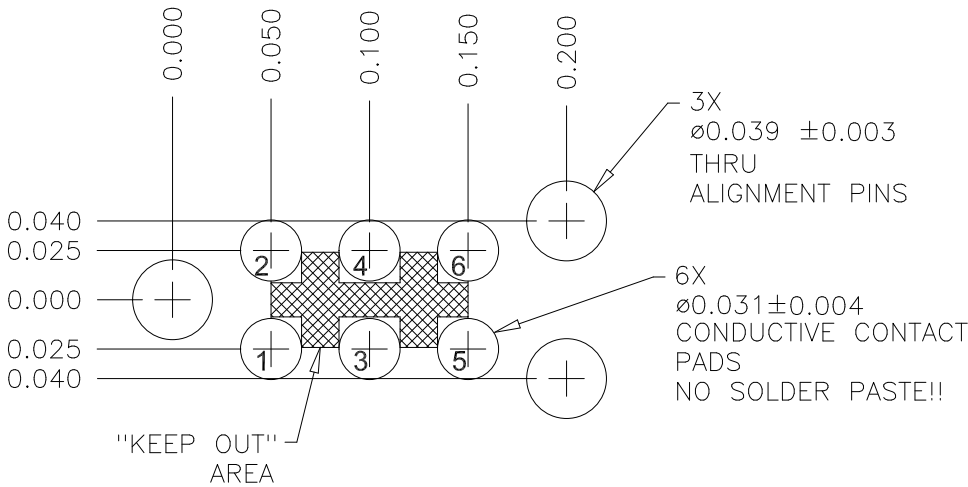 0.000
0.050
0.100
0.150
0.200
3X
⌀0.039 ±0.003
THRU
ALIGNMENT PINS
0.040
0.025
0.000
0.025
0.040
2
4
6
1
3
5
6X
⌀0.031±0.004
CONDUCTIVE CONTACT
PADS
NO SOLDER PASTE!!
"KEEP OUT"
AREA